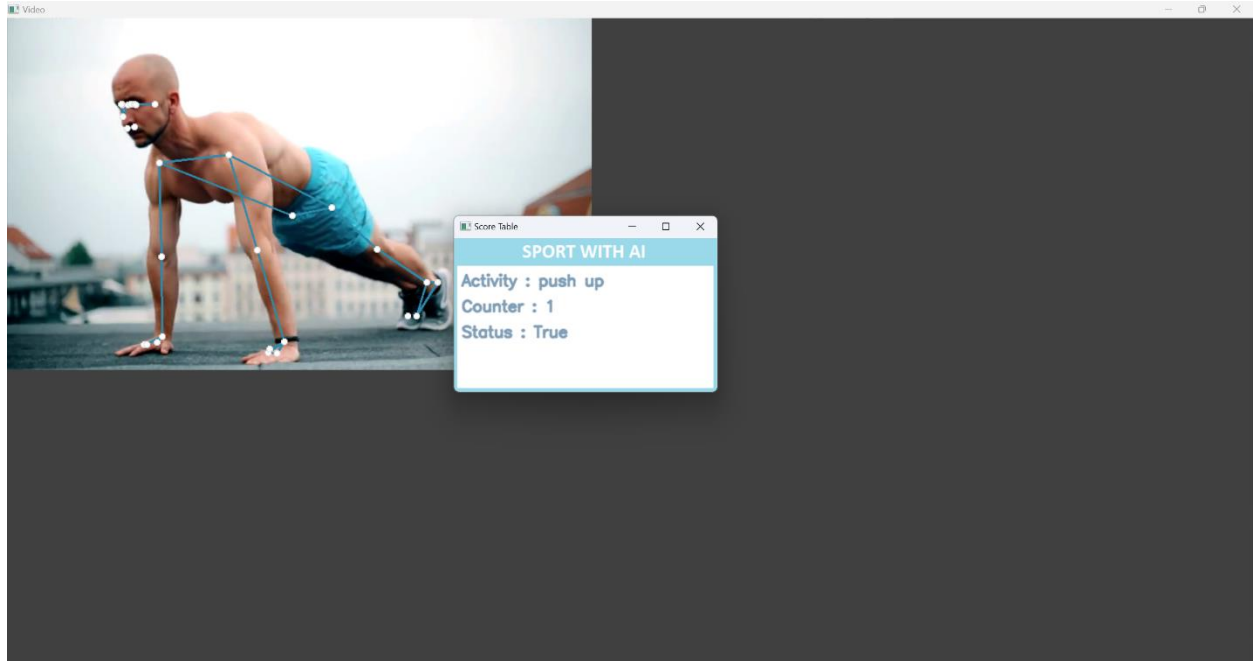 Video
Score Table
SPORT WITH AI
Activity : push up
Counter : 1
Status : True